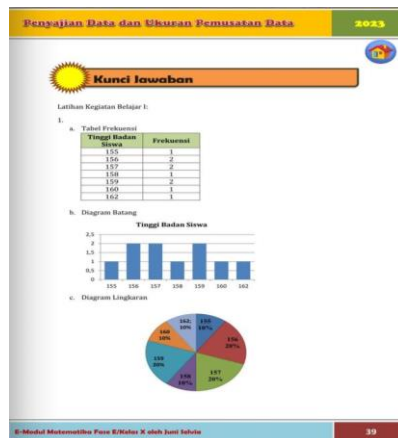 Penyajian Data dan Ukuran Pemusatan Data
2023
Kunci Jawaban
Latihan Kegiatan Belajar I:
1.
a. Tabel Frekuensi
Tinggi Badan Siswa Frekuensi
155 1
156 2
157 2
158 1
159 2
160 1
162 1
b. Diagram Batang
Tinggi Badan Siswa
2,5
2
1,5
1
0,5
0
155 156 157 158 159 160 162
c. Diagram Lingkaran
162; 10%
155 10%
156 20%
157 20%
158 10%
159 20%
160 10%
E-Modul Matematika Fase E/Kelas X oleh Juni Selvia
39